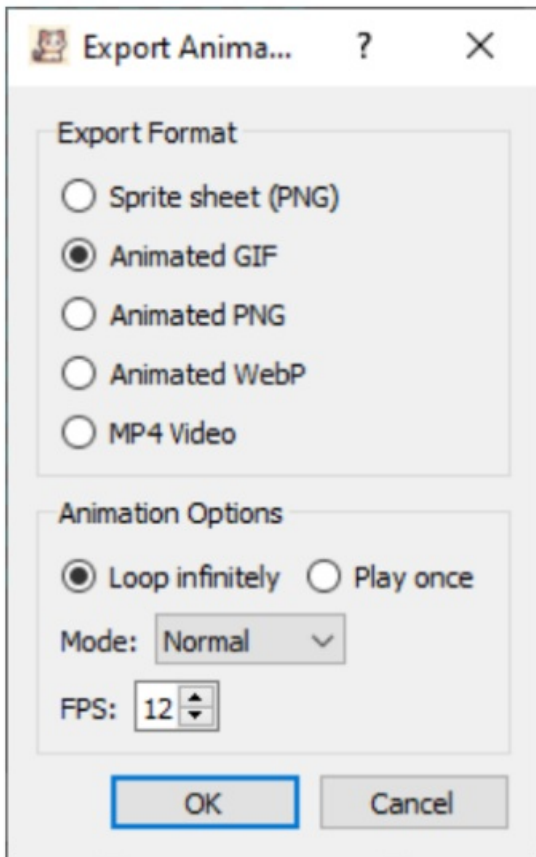 Export Anima... ?
Export Format
Sprite sheet (PNG)
Animated GIF
Animated PNG
Animated WebP
MP4 Video
Animation Options
Loop infinitely Play once
Mode: Normal
FPS: 12
OK Cancel